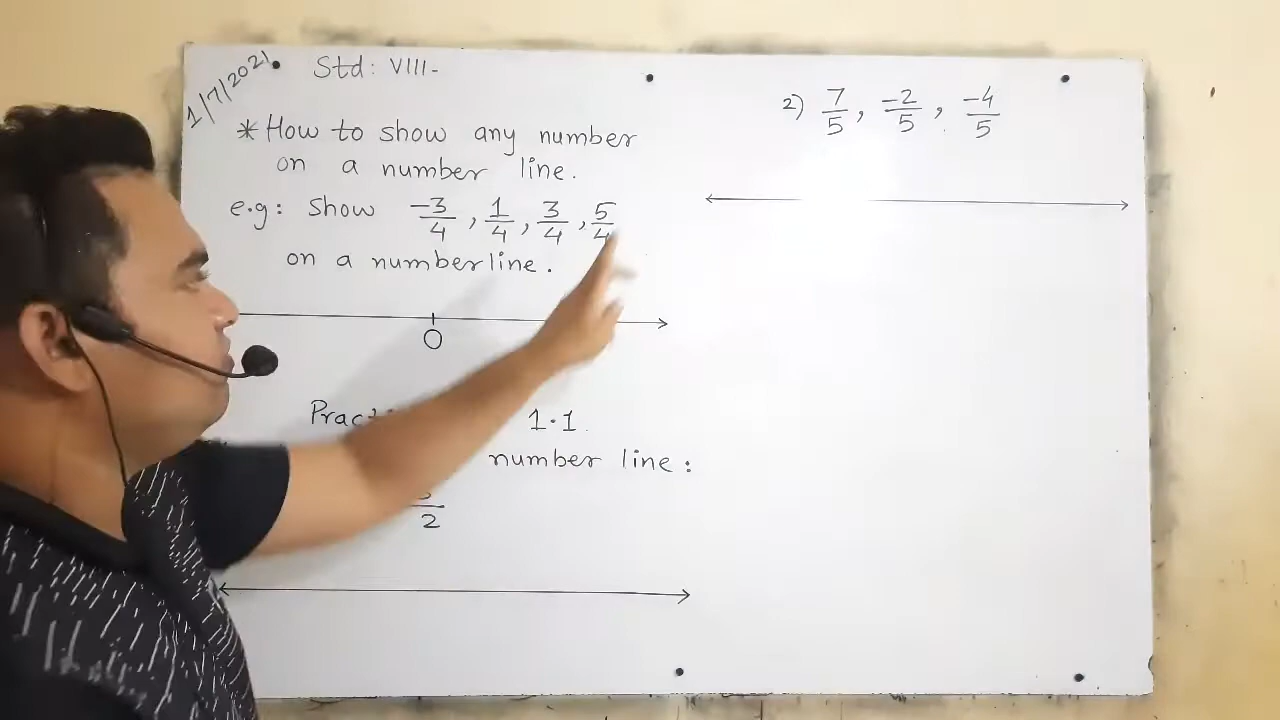 1/7/2021
Std: VIII-
*How to show any number
on a number line.
e.g: Show -3/4, 1/4, 3/4, 5/4
on a numberline.
0
1.1
number line:
2
2) 7/5, -2/5, -4/5